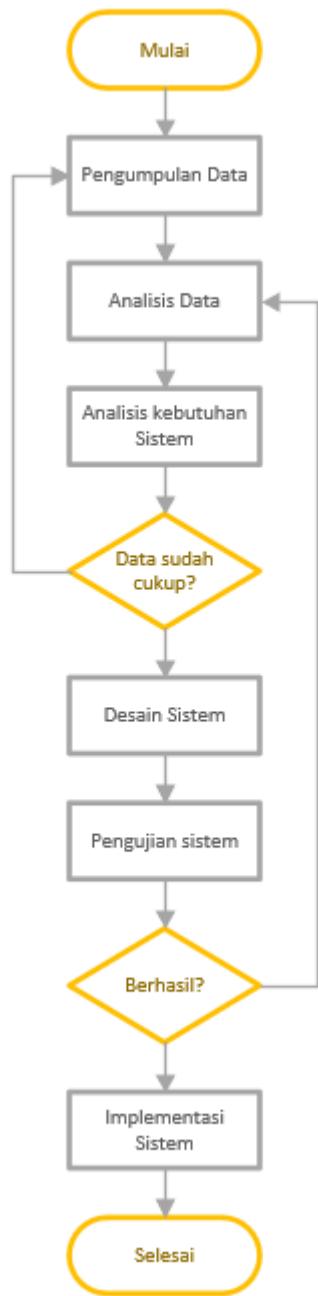 Mulai
Pengumpulan Data
Analisis Data
Analisis kebutuhan
Sistem
Data sudah
cukup?
Desain Sistem
Pengujian sistem
Berhasil?
Implementasi
Sistem
Selesai